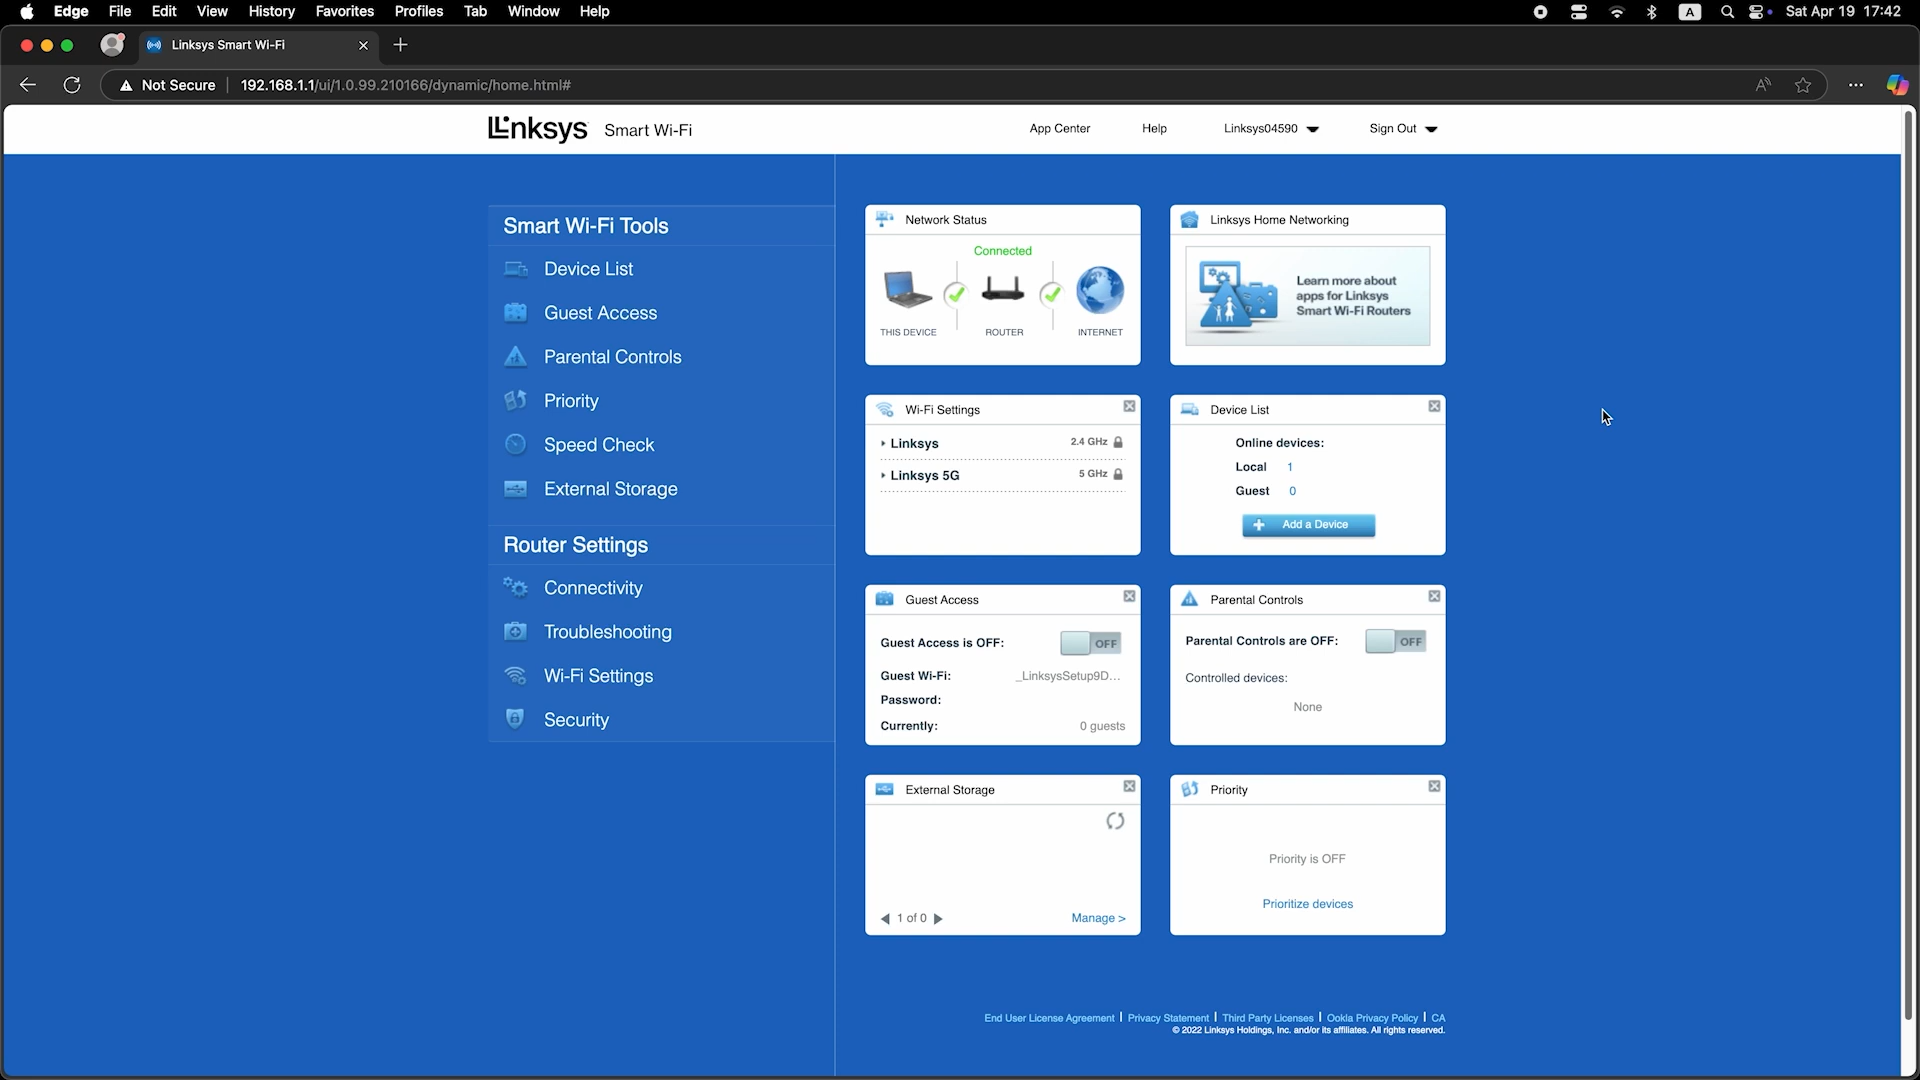 Edge File Edit View History Favorites Profiles Tab Window Help
A Sat Apr 19 17:42
Linksys Smart Wi-Fi
Not Secure 192.168.1.1/ui/1.0.99.210166/dynamic/home.html#
Linksys Smart Wi-Fi
App Center Help Linksys04590 Sign Out
Smart Wi-Fi Tools
Device List
Guest Access
Parental Controls
Priority
Speed Check
External Storage
Router Settings
Connectivity
Troubleshooting
Wi-Fi Settings
Security
Network Status
Connected
THIS DEVICE ROUTER INTERNET
Linksys Home Networking
Learn more about
apps for Linksys
Smart Wi-Fi Routers
Wi-Fi Settings
Linksys 2.4 GHz
Linksys 5G 5 GHz
Device List
Online devices:
Local 1
Guest 0
+ Add a Device
Guest Access
Guest Access is OFF: OFF
Guest Wi-Fi: _LinksysSetup9D...
Password:
Currently: 0 guests
Parental Controls
Parental Controls are OFF: OFF
Controlled devices:
None
External Storage
1 of 0 Manage >
Priority
Priority is OFF
Prioritize devices
End User License Agreement | Privacy Statement | Third Party Licenses | Ookla Privacy Policy | CA
© 2022 Linksys Holdings, Inc. and/or its affiliates. All rights reserved.